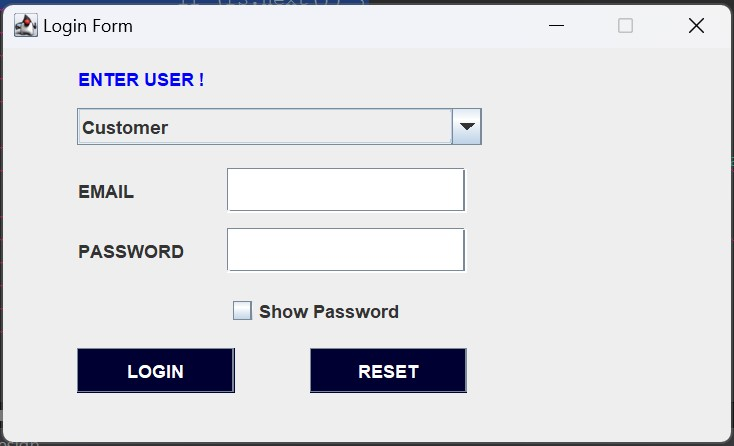 Login Form
ENTER USER !
Customer
EMAIL
PASSWORD
Show Password
LOGIN
RESET